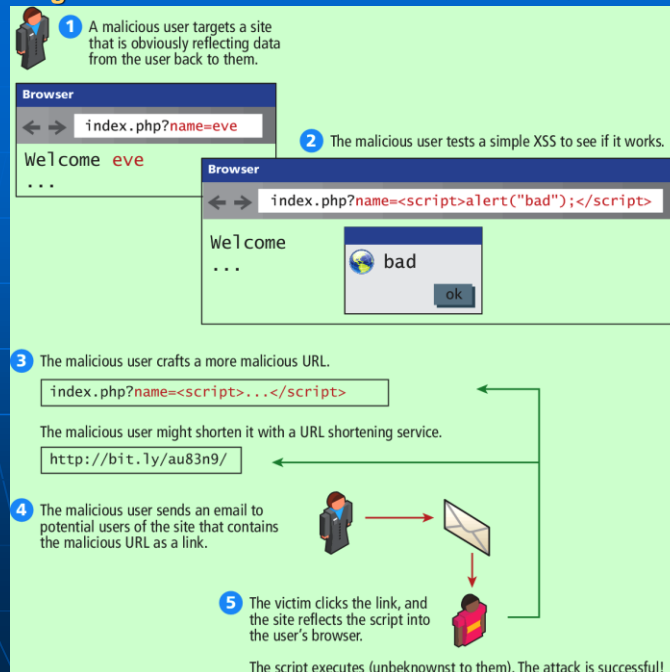 1 A malicious user targets a site
that is obviously reflecting data
from the user back to them.
Browser
index.php?name=eve
Welcome eve
...
2 The malicious user tests a simple XSS to see if it works.
Browser
index.php?name=<script>alert("bad");</script>
Welcome
...
bad
ok
3 The malicious user crafts a more malicious URL.
index.php?name=<script>...</script>
The malicious user might shorten it with a URL shortening service.
http://bit.ly/au83n9/
4 The malicious user sends an email to
potential users of the site that contains
the malicious URL as a link.
5 The victim clicks the link, and
the site reflects the script into
the user's browser.
The script executes (unbeknownst to them). The attack is successful!